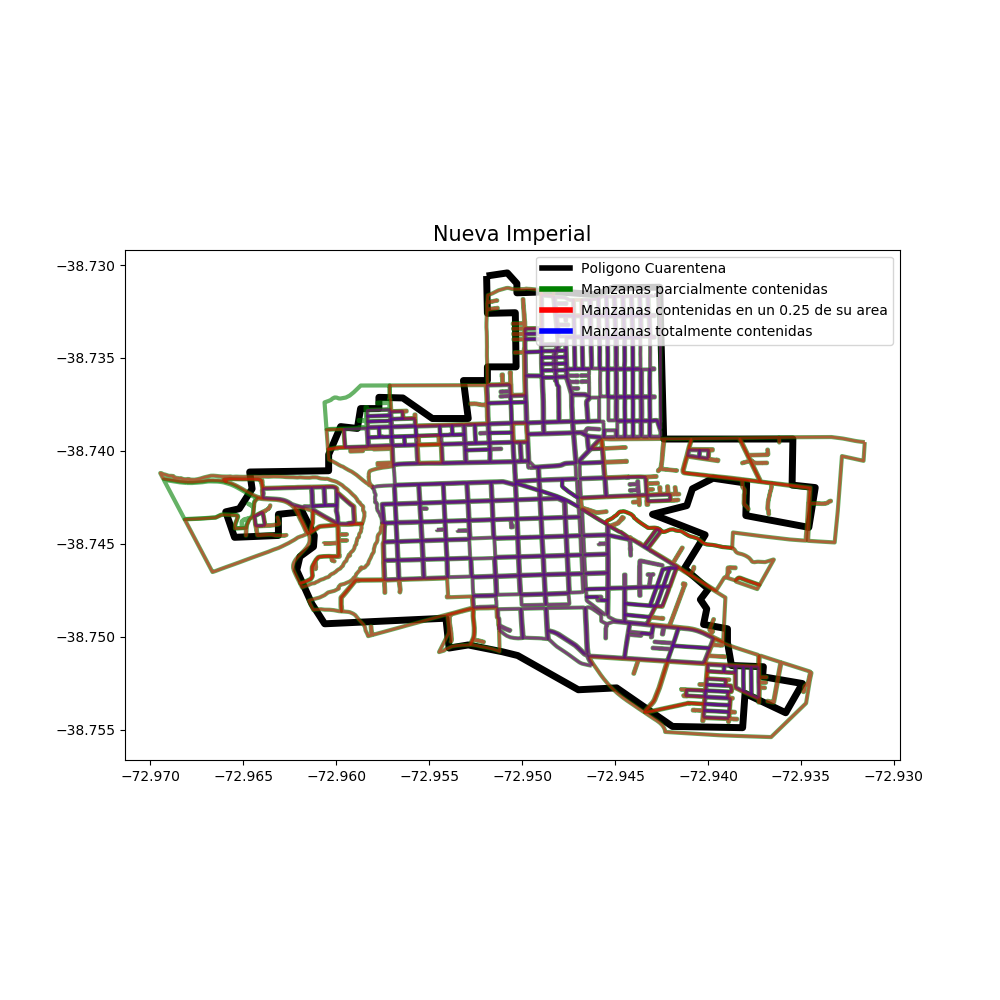 Nueva Imperial
Poligono Cuarentena
Manzanas parcialmente contenidas
Manzanas contenidas en un 0.25 de su area
Manzanas totalmente contenidas
−38.730
−38.735
−38.740
−38.745
−38.750
−38.755
−72.970 −72.965 −72.960 −72.955 −72.950 −72.945 −72.940 −72.935 −72.930